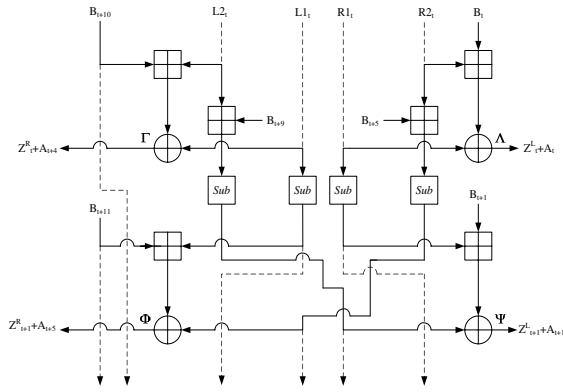 B_{t+10} L2_t L1_t R1_t R2_t B_t
B_{t+9} B_{t+5}
Γ Λ
Z^R_t+A_{t+4} Z^L_t+A_t
Sub Sub Sub Sub
B_{t+11} B_{t+1}
Φ Ψ
Z^R_{t+1}+A_{t+5} Z^L_{t+1}+A_{t+1}